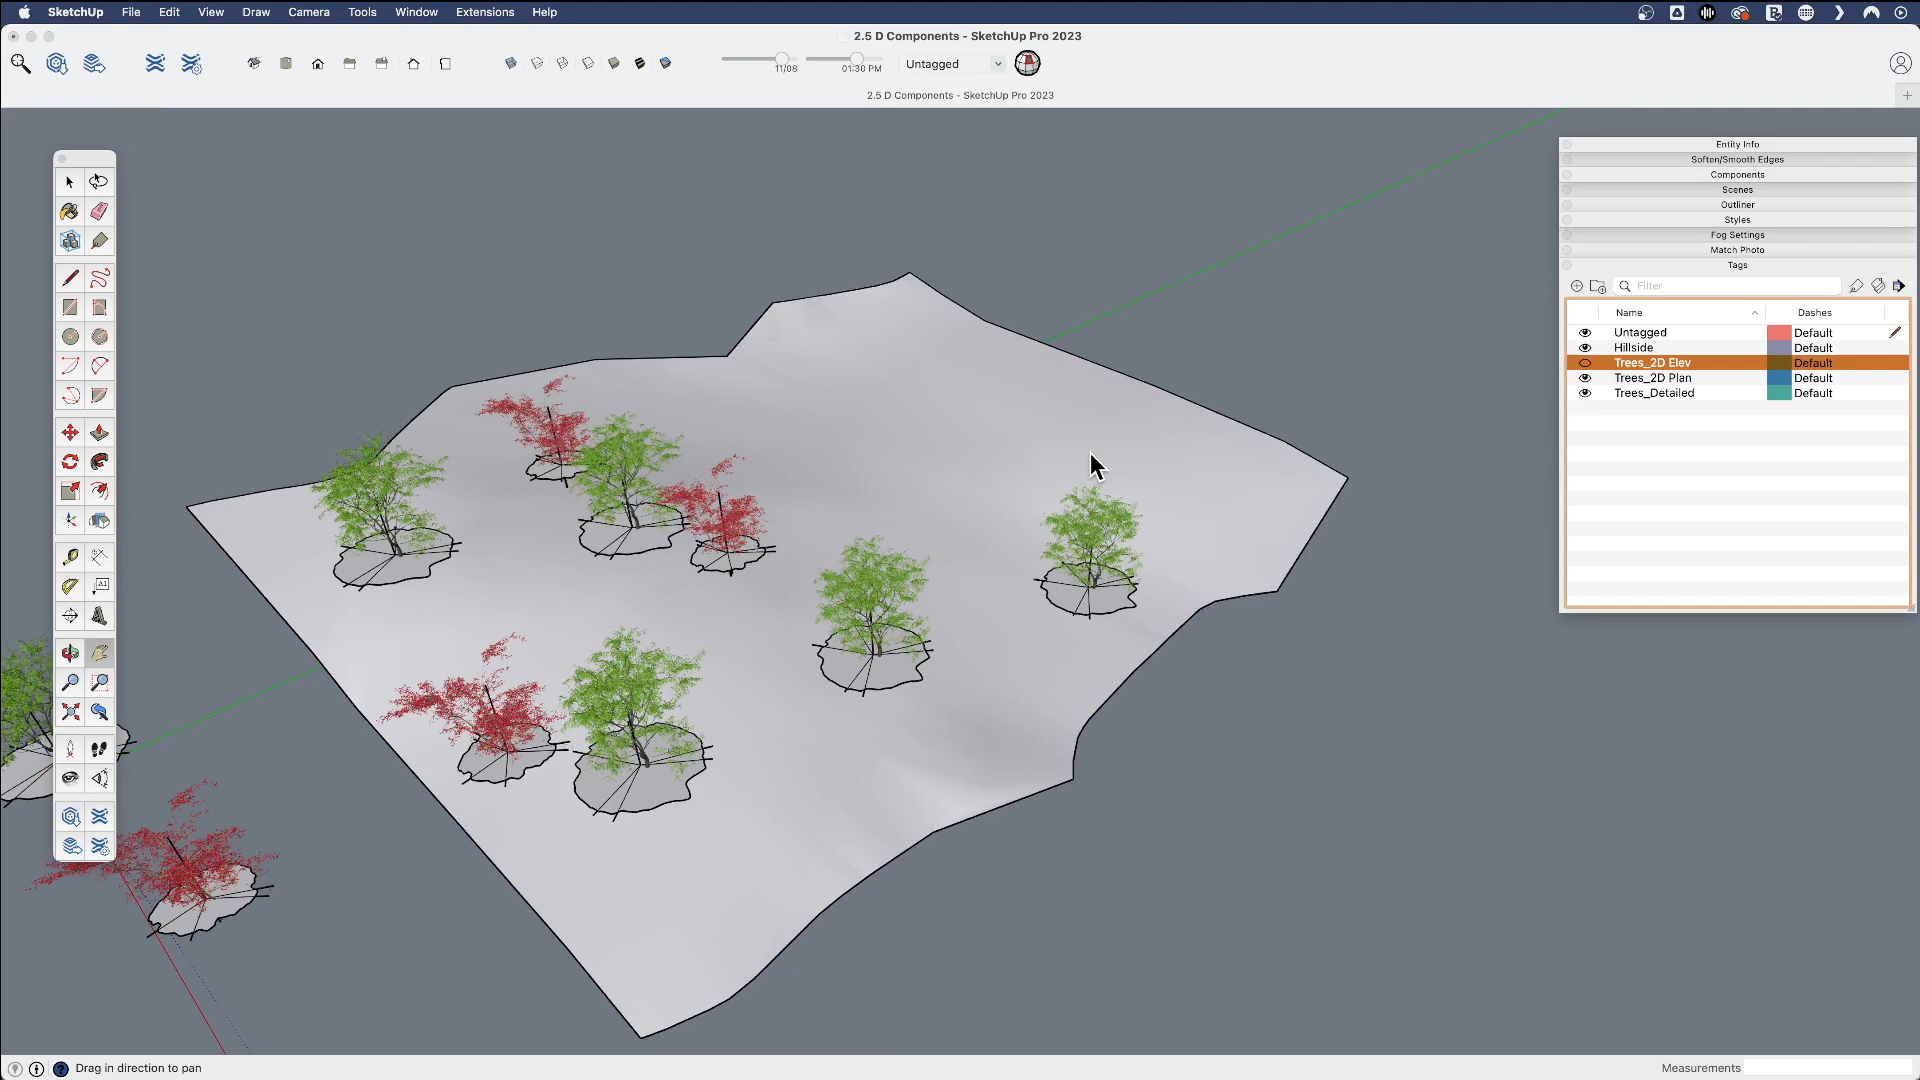 SketchUp File Edit View Draw Camera Tools Window Extensions Help
2.5 D Components - SketchUp Pro 2023
11/08
01:30 PM
Untagged
2.5 D Components - SketchUp Pro 2023
Entity Info
Soften/Smooth Edges
Components
Scenes
Outliner
Styles
Fog Settings
Match Photo
Tags
Filter
Name Dashes
Untagged Default
Hillside Default
Trees_2D Elev Default
Trees_2D Plan Default
Trees_Detailed Default
Drag in direction to pan
Measurements